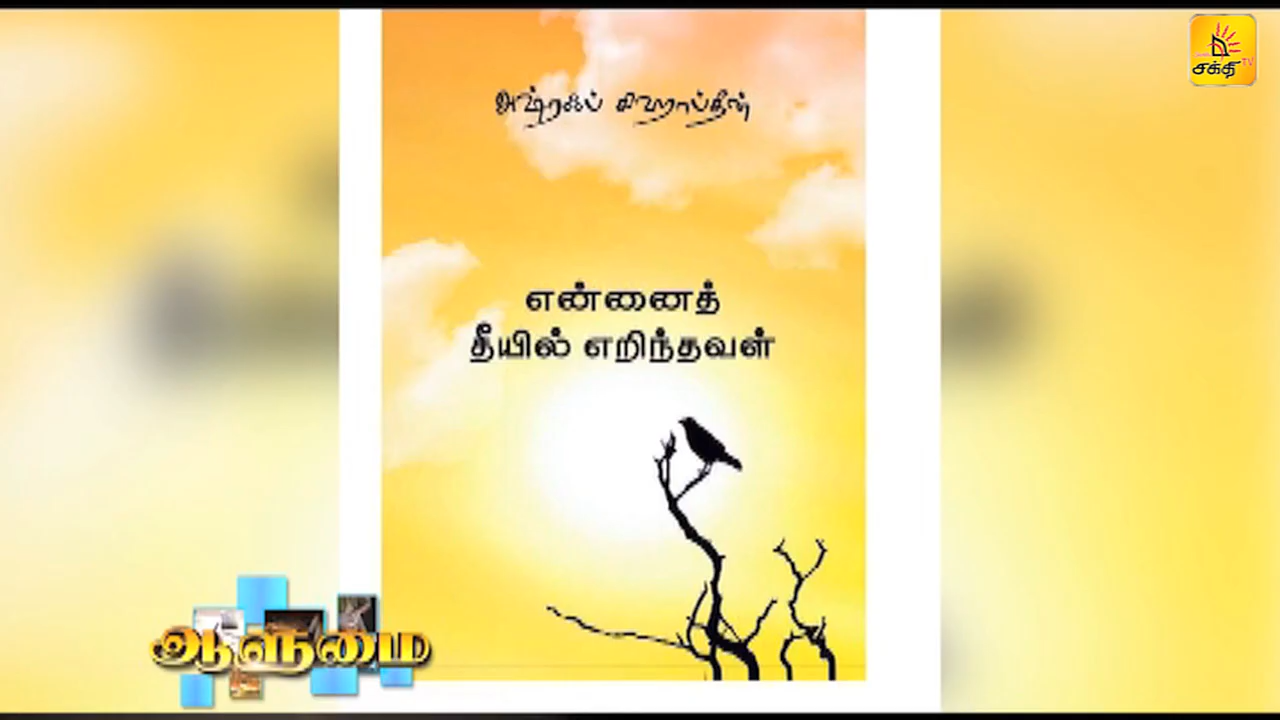 சக்தி TV
அஷ்ரஃப் சிஹாப்தீன்
என்னைத்
தீயில் எறிந்தவள்
ஆளுமை